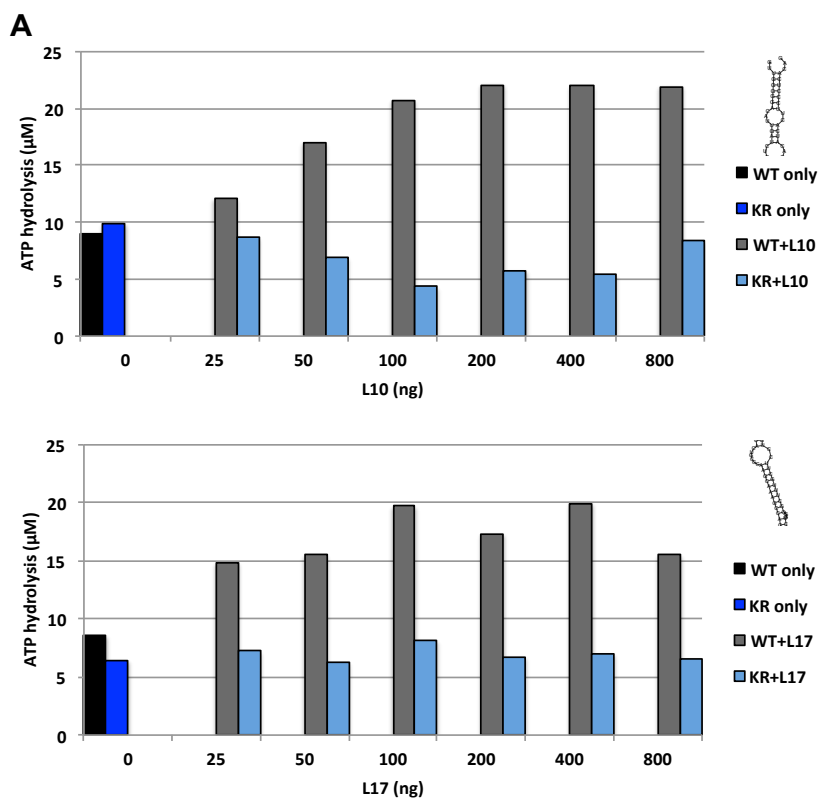 A
25
20
15
10
5
0
ATP hydrolysis (μM)
0 25 50 100 200 400 800
L10 (ng)
WT only
KR only
WT+L10
KR+L10
25
20
15
10
5
0
ATP hydrolysis (μM)
0 25 50 100 200 400 800
L17 (ng)
WT only
KR only
WT+L17
KR+L17